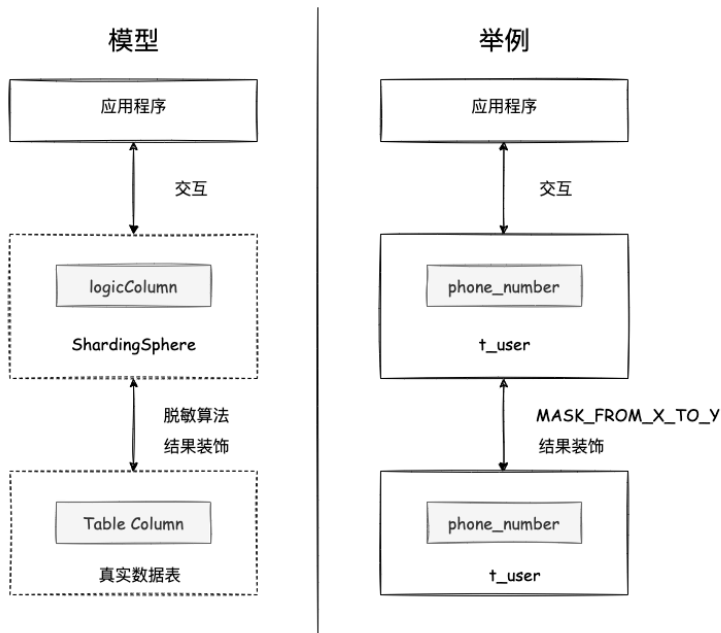 模型
应用程序
交互
logicColumn
ShardingSphere
脱敏算法
结果装饰
Table Column
真实数据表
举例
应用程序
交互
phone_number
t_user
MASK_FROM_X_TO_Y
结果装饰
phone_number
t_user